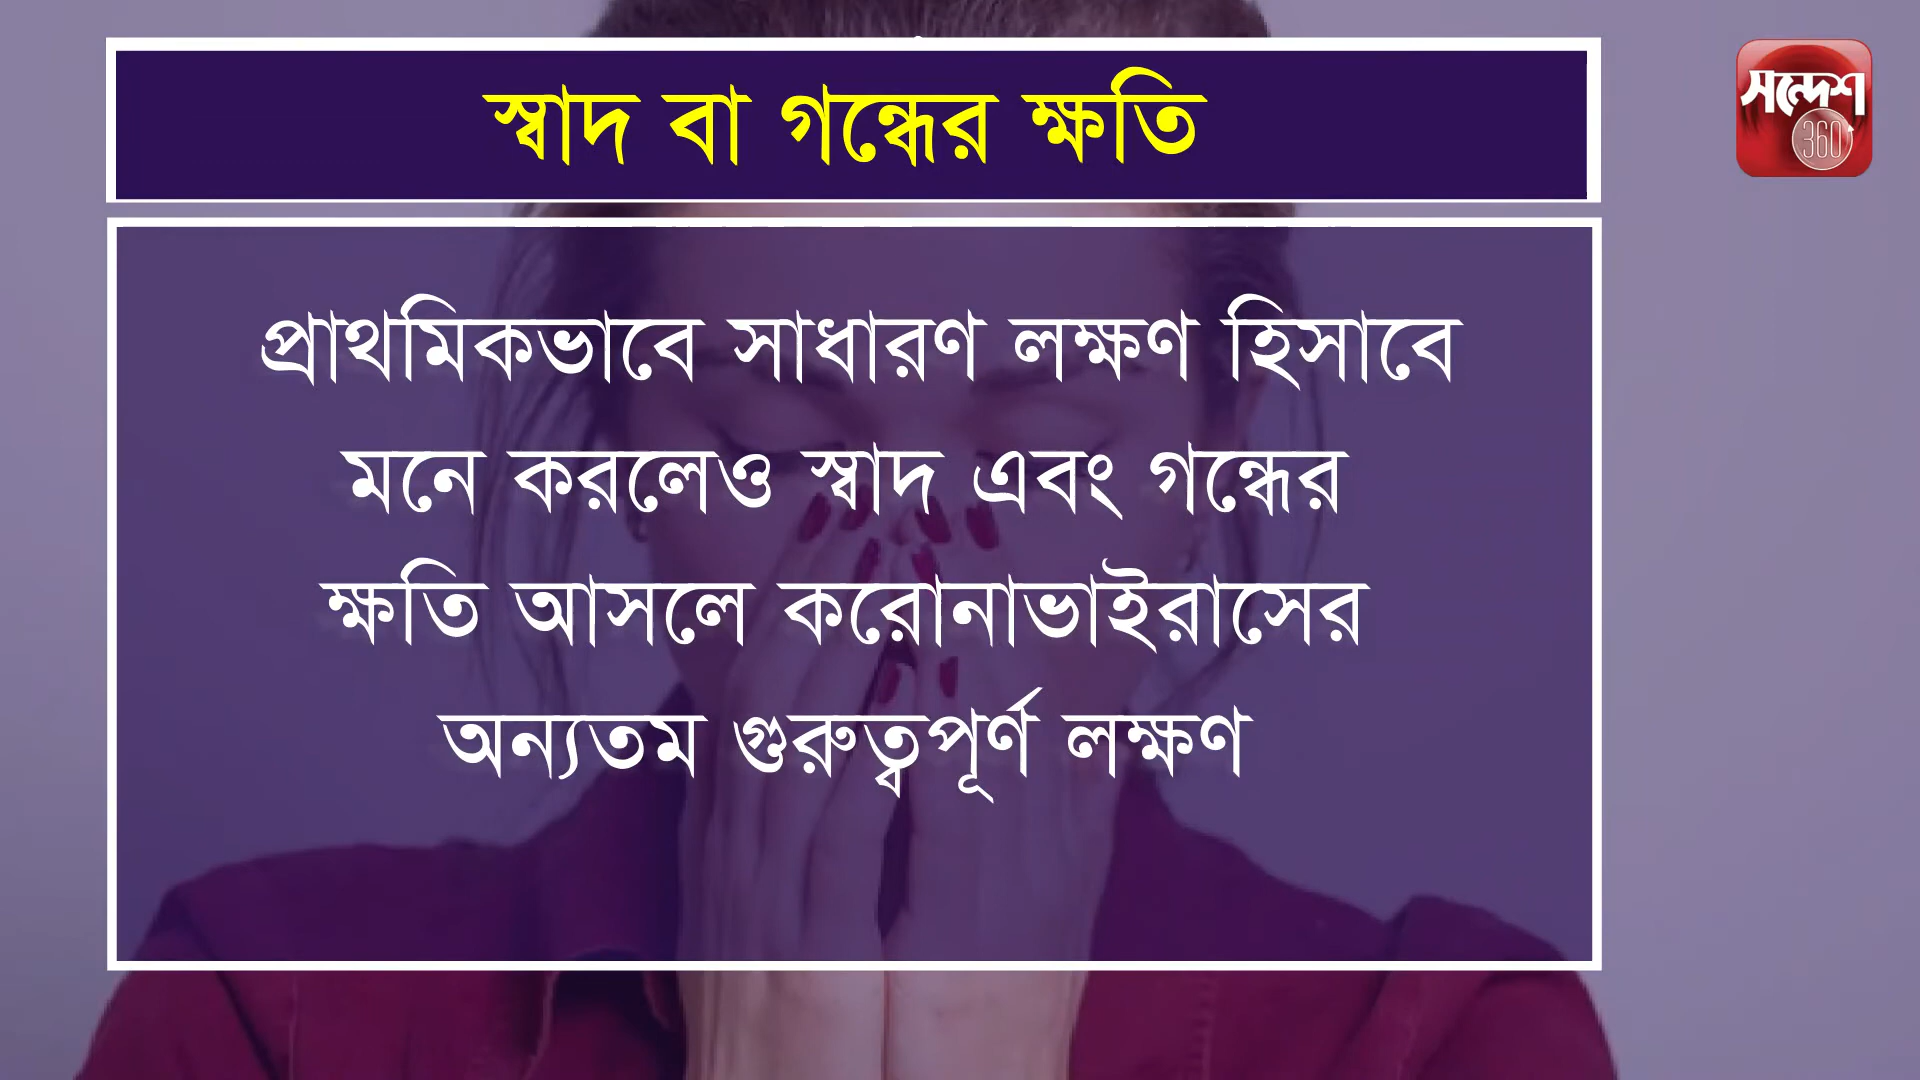 স্বাদ বা গন্ধের ক্ষতি
সন্দেশ
360
প্রাথমিকভাবে সাধারণ লক্ষণ হিসাবে
মনে করলেও স্বাদ এবং গন্ধের
ক্ষতি আসলে করোনাভাইরাসের
অন্যতম গুরুত্বপূর্ণ লক্ষণ